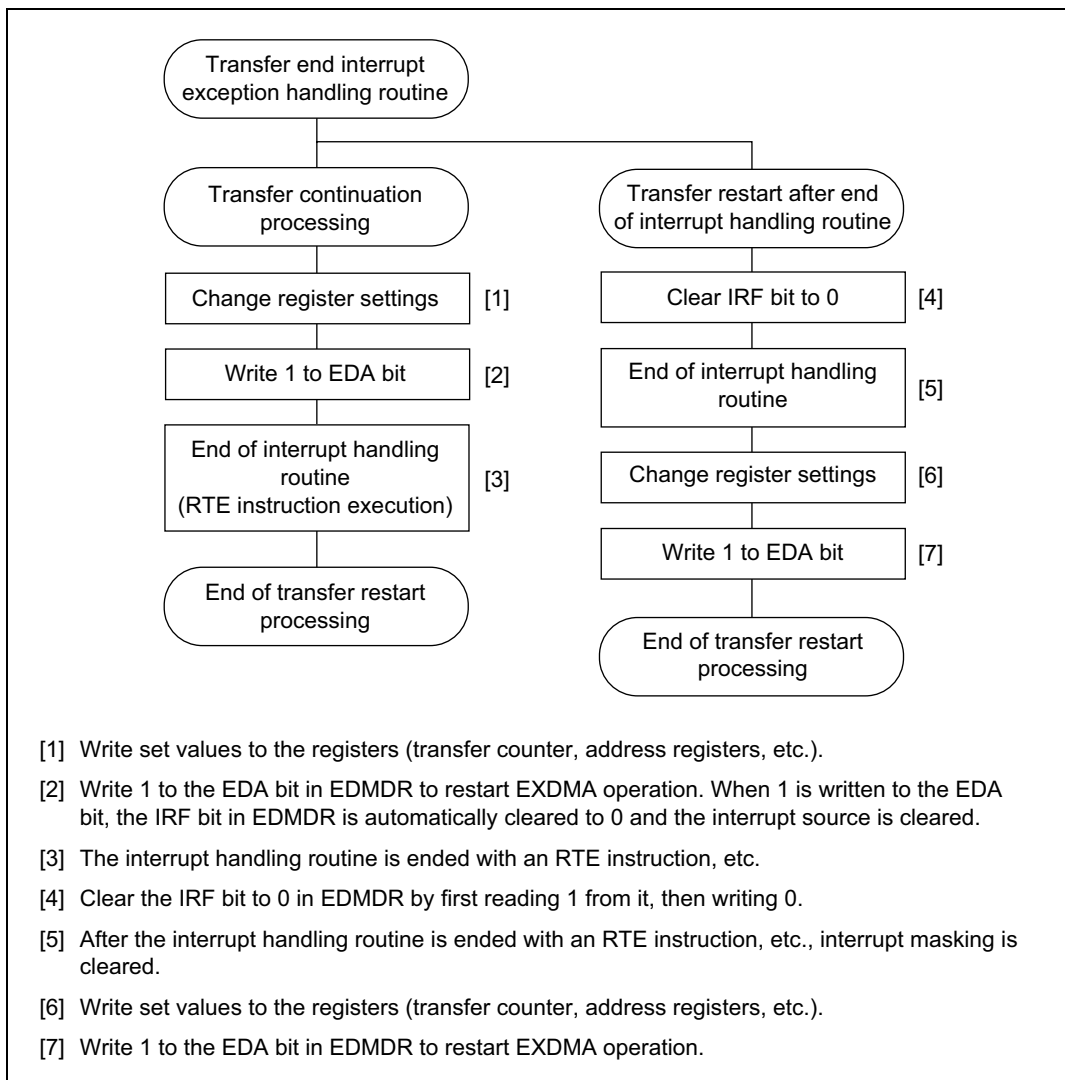 Transfer end interrupt
exception handling routine
Transfer continuation
processing
Change register settings [1]
Write 1 to EDA bit [2]
End of interrupt handling
routine
(RTE instruction execution) [3]
End of transfer restart
processing
Transfer restart after end
of interrupt handling routine
Clear IRF bit to 0 [4]
End of interrupt handling
routine [5]
Change register settings [6]
Write 1 to EDA bit [7]
End of transfer restart
processing
[1] Write set values to the registers (transfer counter, address registers, etc.).
[2] Write 1 to the EDA bit in EDMDR to restart EXDMA operation. When 1 is written to the EDA
bit, the IRF bit in EDMDR is automatically cleared to 0 and the interrupt source is cleared.
[3] The interrupt handling routine is ended with an RTE instruction, etc.
[4] Clear the IRF bit to 0 in EDMDR by first reading 1 from it, then writing 0.
[5] After the interrupt handling routine is ended with an RTE instruction, etc., interrupt masking is
cleared.
[6] Write set values to the registers (transfer counter, address registers, etc.).
[7] Write 1 to the EDA bit in EDMDR to restart EXDMA operation.